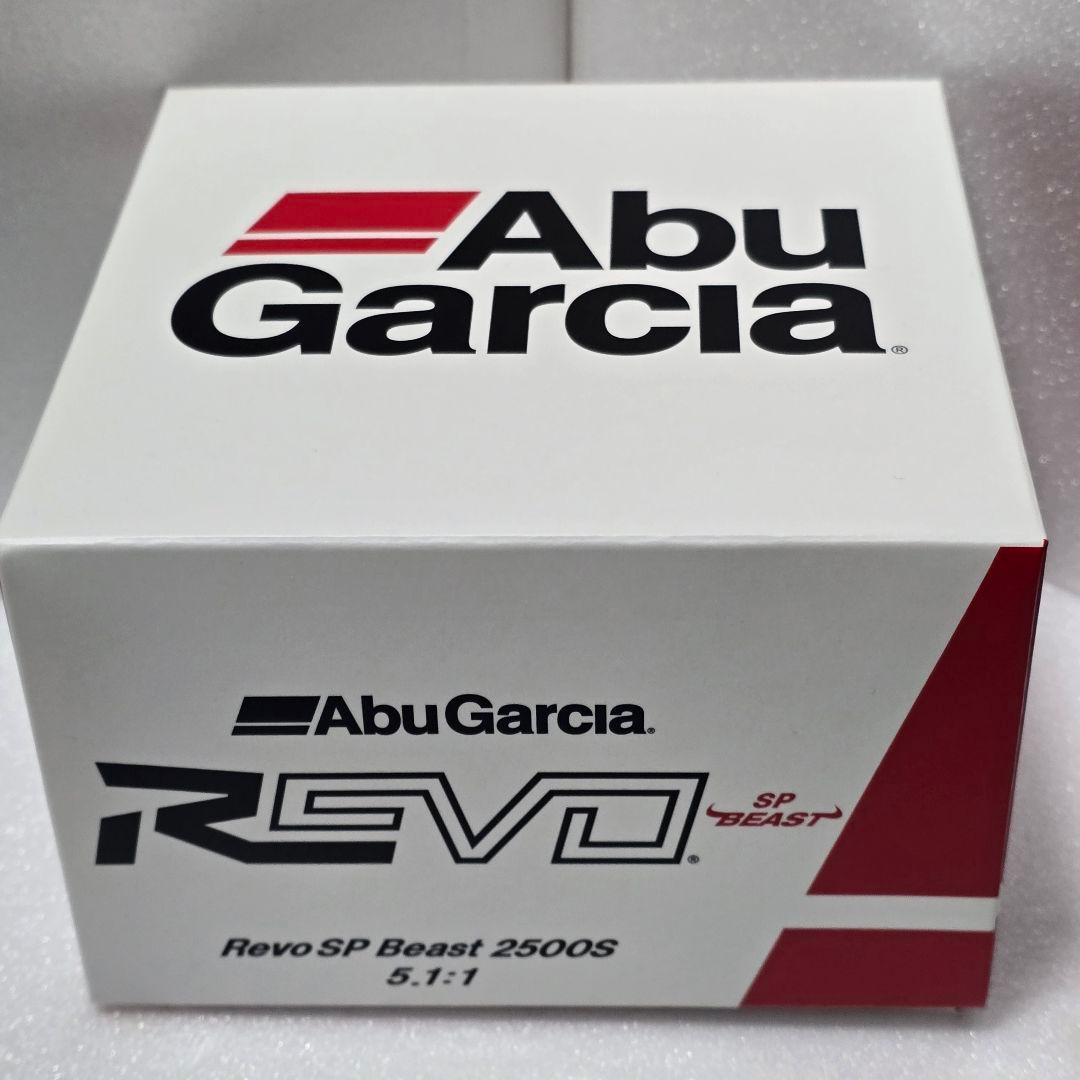 Abu
Garcia®
Abu Garcia®
REVO®
SP
BEAST
Revo SP Beast 2500S
5.1:1